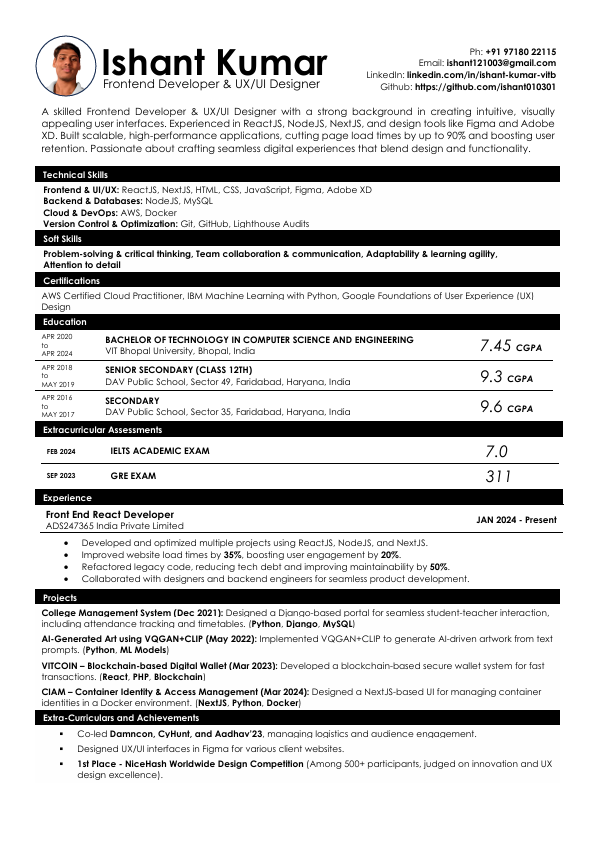 Ishant Kumar
Frontend Developer & UX/UI Designer
Ph: +91 97180 22115
Email: ishant121003@gmail.com
LinkedIn: linkedin.com/in/ishant-kumar-vitb
Github: https://github.com/ishant010301
A skilled Frontend Developer & UX/UI Designer with a strong background in creating intuitive, visually
appealing user interfaces. Experienced in ReactJS, NodeJS, NextJS, and design tools like Figma and Adobe
XD. Built scalable, high-performance applications, cutting page load times by up to 90% and boosting user
retention. Passionate about crafting seamless digital experiences that blend design and functionality.
Technical Skills
Frontend & UI/UX: ReactJS, NextJS, HTML, CSS, JavaScript, Figma, Adobe XD
Backend & Databases: NodeJS, MySQL
Cloud & DevOps: AWS, Docker
Version Control & Optimization: Git, GitHub, Lighthouse Audits
Soft Skills
Problem-solving & critical thinking, Team collaboration & communication, Adaptability & learning agility,
Attention to detail
Certifications
AWS Certified Cloud Practitioner, IBM Machine Learning with Python, Google Foundations of User Experience (UX)
Design
Education
APR 2020
to
APR 2024
BACHELOR OF TECHNOLOGY IN COMPUTER SCIENCE AND ENGINEERING
VIT Bhopal University, Bhopal, India
7.45 CGPA
APR 2018
to
MAY 2019
SENIOR SECONDARY (CLASS 12TH)
DAV Public School, Sector 49, Faridabad, Haryana, India
9.3 CGPA
APR 2016
to
MAY 2017
SECONDARY
DAV Public School, Sector 35, Faridabad, Haryana, India
9.6 CGPA
Extracurricular Assessments
FEB 2024 IELTS ACADEMIC EXAM 7.0
SEP 2023 GRE EXAM 311
Experience
Front End React Developer
ADS247365 India Private Limited
JAN 2024 - Present
• Developed and optimized multiple projects using ReactJS, NodeJS, and NextJS.
• Improved website load times by 35%, boosting user engagement by 20%.
• Refactored legacy code, reducing tech debt and improving maintainability by 50%.
• Collaborated with designers and backend engineers for seamless product development.
Projects
College Management System (Dec 2021): Designed a Django-based portal for seamless student-teacher interaction,
including attendance tracking and timetables. (Python, Django, MySQL)
AI-Generated Art using VQGAN+CLIP (May 2022): Implemented VQGAN+CLIP to generate AI-driven artwork from text
prompts. (Python, ML Models)
VITCOIN – Blockchain-based Digital Wallet (Mar 2023): Developed a blockchain-based secure wallet system for fast
transactions. (React, PHP, Blockchain)
CIAM – Container Identity & Access Management (Mar 2024): Designed a NextJS-based UI for managing container
identities in a Docker environment. (NextJS, Python, Docker)
Extra-Curriculars and Achievements
▪ Co-led Damncon, CyHunt, and Aadhav'23, managing logistics and audience engagement.
▪ Designed UX/UI interfaces in Figma for various client websites.
▪ 1st Place - NiceHash Worldwide Design Competition (Among 500+ participants, judged on innovation and UX
design excellence).